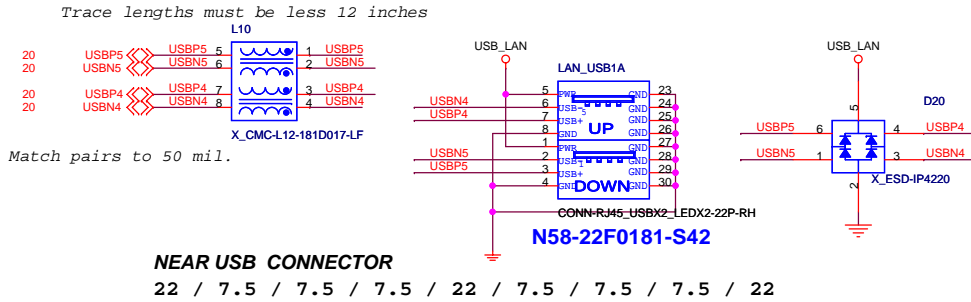 Trace lengths must be less 12 inches
L10
20 USBP5 5 1 USBP5
20 USBN5 6 2 USBN5
20 USBP4 7 3 USBP4
20 USBN4 8 4 USBN4
X_CMC-L12-181D017-LF
Match pairs to 50 mil.
USB_LAN
LAN_USB1A
5 PWR GND 23
USBN4 6 USB- GND 24
USBP4 7 USB+ 5 GND 25
8 GND UP GND 26
1 PWR GND 27
USBN5 2 USB- 1 GND 28
USBP5 3 USB+ GND 29
4 GND DOWN GND 30
CONN-RJ45_USBX2_LEDX2-22P-RH
N58-22F0181-S42
USB_LAN
D20
5
USBP5 6 4 USBP4
USBN5 1 3 USBN4
X_ESD-IP4220
2
NEAR USB CONNECTOR
22 / 7.5 / 7.5 / 7.5 / 22 / 7.5 / 7.5 / 7.5 / 22